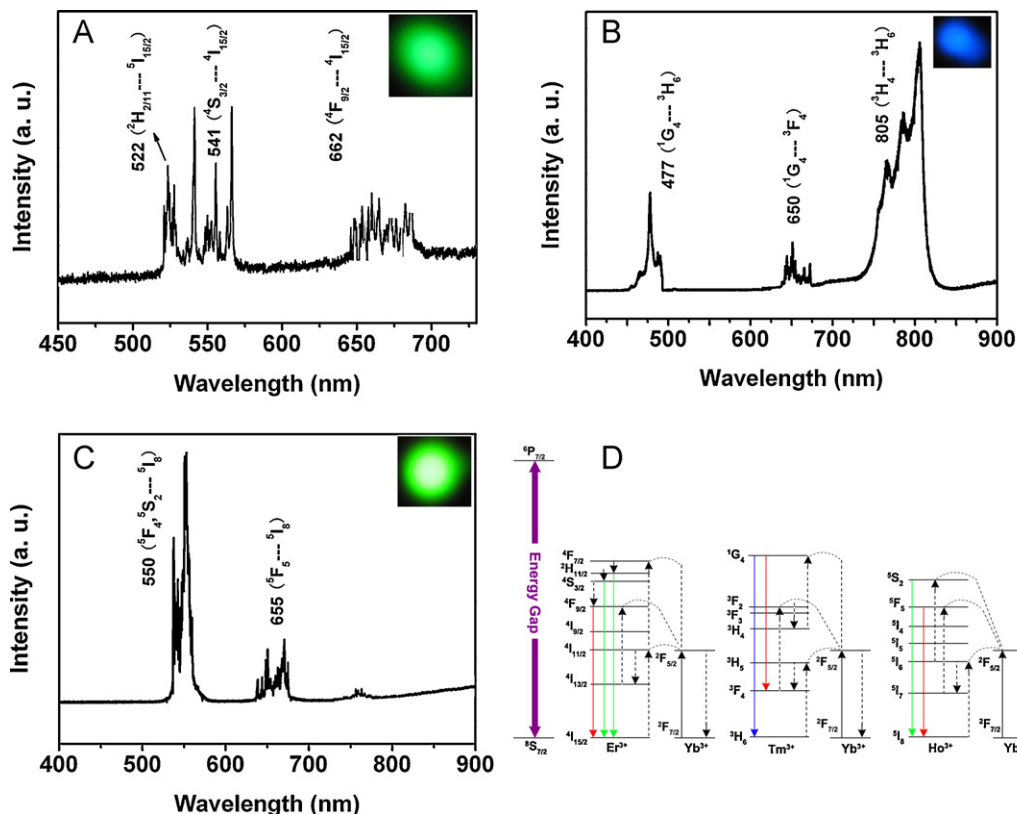 A
522 (²H₂/₁₁---⁵I₁₅/₂)
541 (⁴S₃/₂---⁴I₁₅/₂)
662 (⁴F₉/₂---⁴I₁₅/₂)
Intensity (a. u.)
450 500 550 600 650 700
Wavelength (nm)
B
477 (¹G₄---³H₆)
650 (¹G₄---³F₄)
805 (³H₄---³H₆)
Intensity (a. u.)
400 500 600 700 800 900
Wavelength (nm)
C
550 (⁵F₄,⁵S₂---⁵I₈)
655 (⁵F₅---⁵I₈)
Intensity (a. u.)
400 500 600 700 800 900
Wavelength (nm)
D
⁶P₇/₂
Energy Gap
⁸S₇/₂
⁴F₇/₂
²H₁₁/₂
⁴S₃/₂
⁴F₉/₂
⁴I₉/₂
⁴I₁₁/₂
⁴I₁₃/₂
⁴I₁₅/₂
Er³⁺
²F₅/₂
²F₇/₂
Yb³⁺
¹G₄
³F₂
³F₃
³H₄
³H₅
³F₄
³H₆
Tm³⁺
²F₅/₂
²F₇/₂
Yb³⁺
⁵S₂
⁵F₅
⁵I₄
⁵I₅
⁵I₆
⁵I₇
⁵I₈
Ho³⁺
²F₅/₂
²F₇/₂
Yb